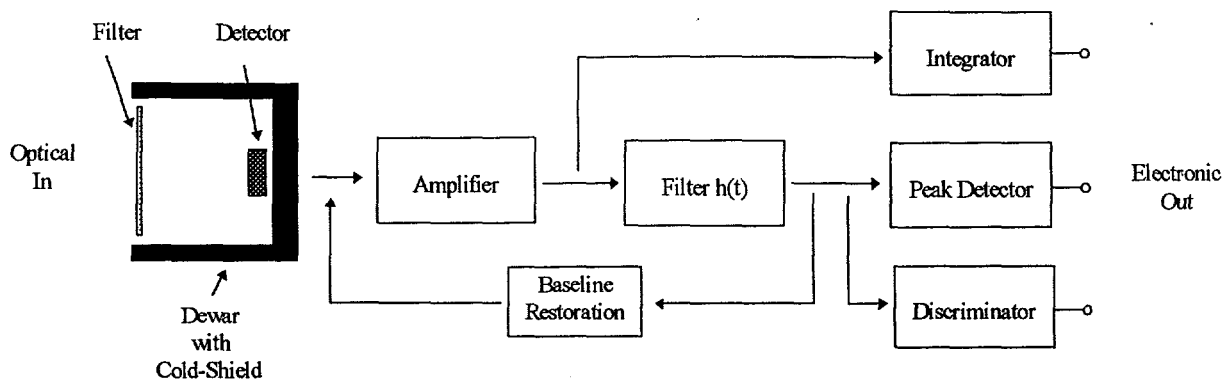 Filter
Detector
Optical
In
Dewar
with
Cold-Shield
Amplifier
Filter h(t)
Baseline
Restoration
Integrator
Peak Detector
Discriminator
Electronic
Out